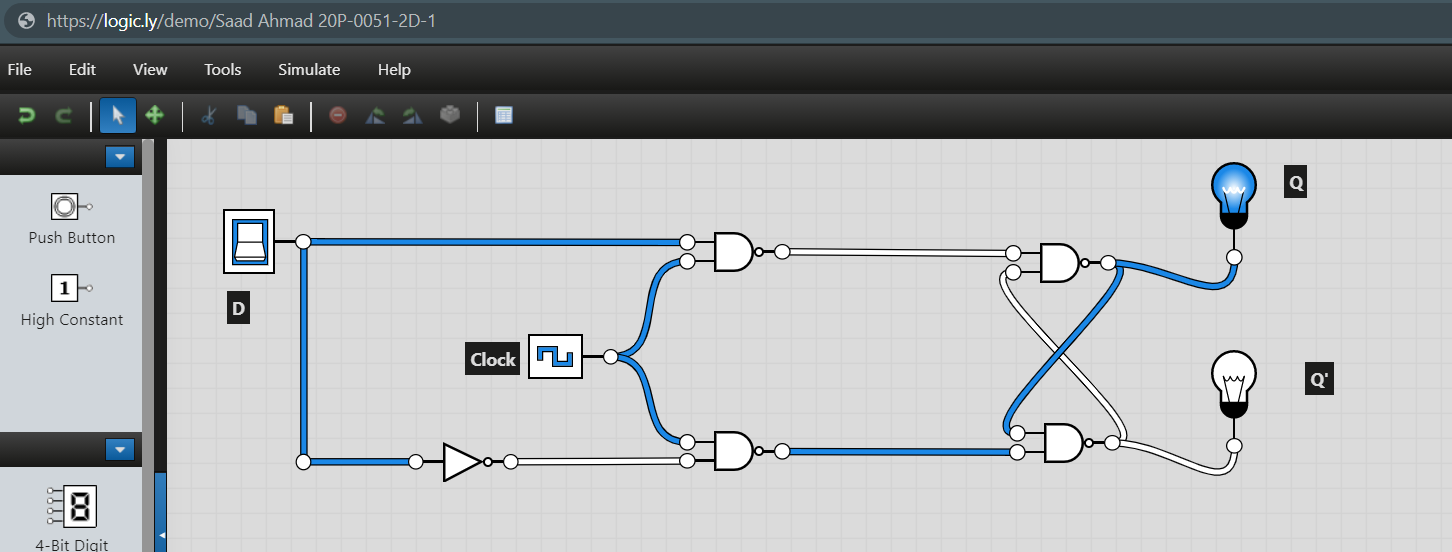 https://logic.ly/demo/Saad Ahmad 20P-0051-2D-1
File Edit View Tools Simulate Help
Push Button
1
High Constant
4-Bit Digit
D
Clock
Q
Q'